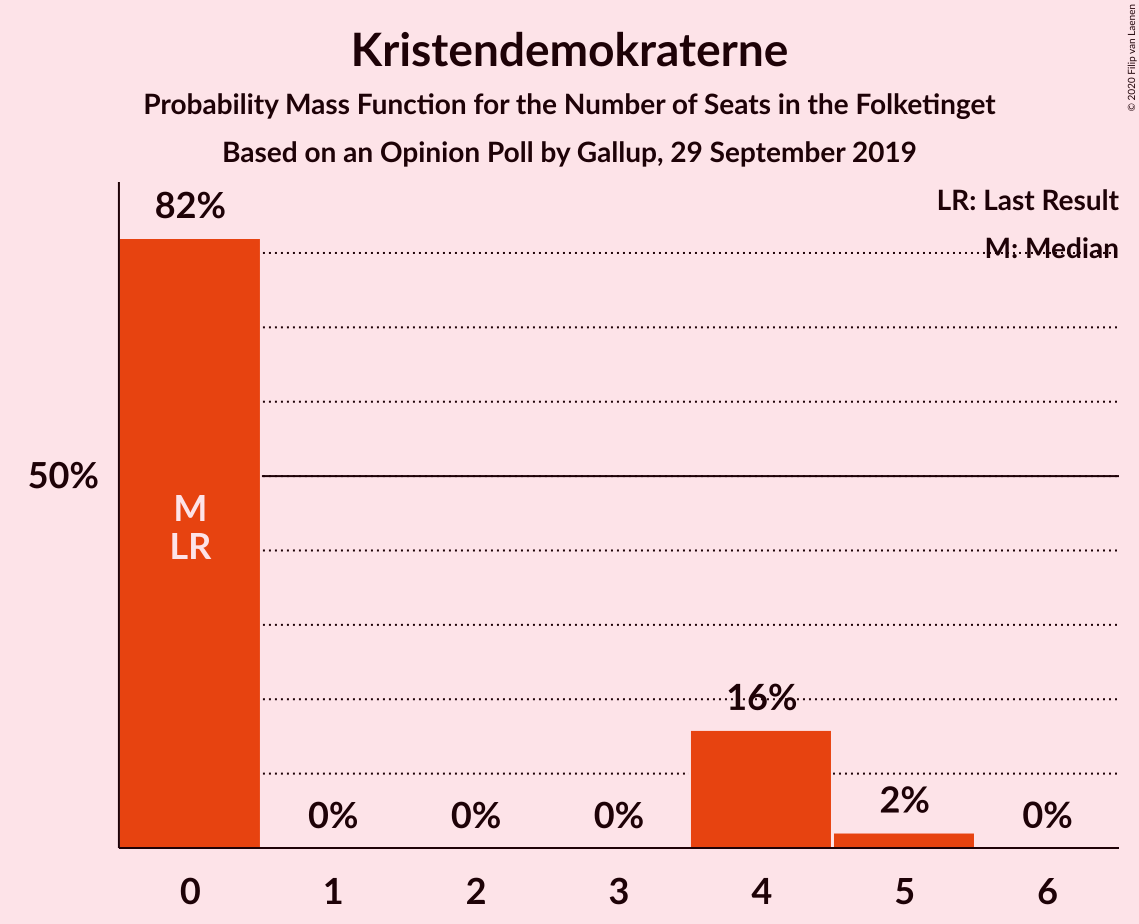 Kristendemokraterne
Probability Mass Function for the Number of Seats in the Folketinget
Based on an Opinion Poll by Gallup, 29 September 2019
© 2020 Filip van Laenen
LR: Last Result
M: Median
82%
50%
M
LR
16%
0%
0%
0%
2%
0%
0
1
2
3
4
5
6